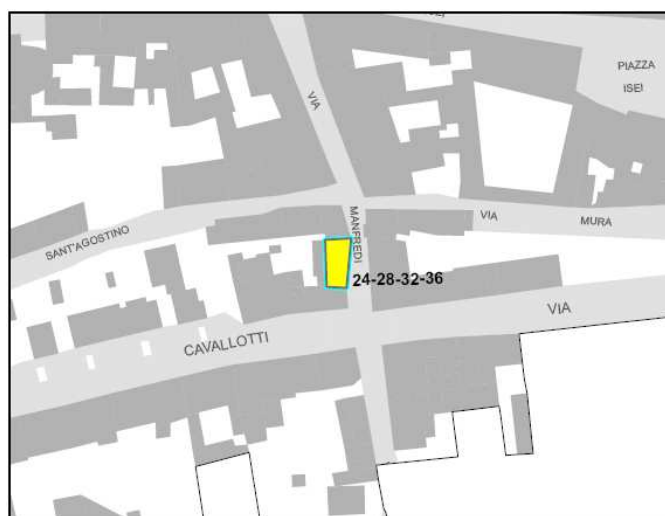 PIAZZA
ISEI
VIA
MANFREDI
VIA
MURA
SANT'AGOSTINO
24-28-32-36
VIA
CAVALLOTTI